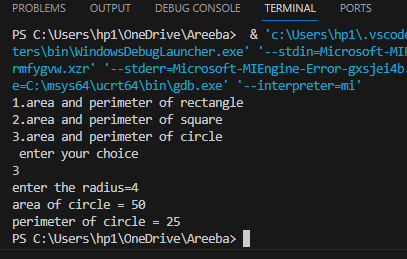 PROBLEMS OUTPUT DEBUG CONSOLE TERMINAL PORTS
PS C:\Users\hp1\OneDrive\Areeba> & 'c:\Users\hp1\.vscod
ters\bin\WindowsDebugLauncher.exe' '--stdin=Microsoft-MIE
rmfygvw.xzr' '--stderr=Microsoft-MIEngine-Error-gxsjei4b.
e=C:\msys64\ucrt64\bin\gdb.exe' '--interpreter=mi'
1.area and perimeter of rectangle
2.area and perimeter of square
3.area and perimeter of circle
 enter your choice
3
enter the radius=4
area of circle = 50
perimeter of circle = 25
PS C:\Users\hp1\OneDrive\Areeba>